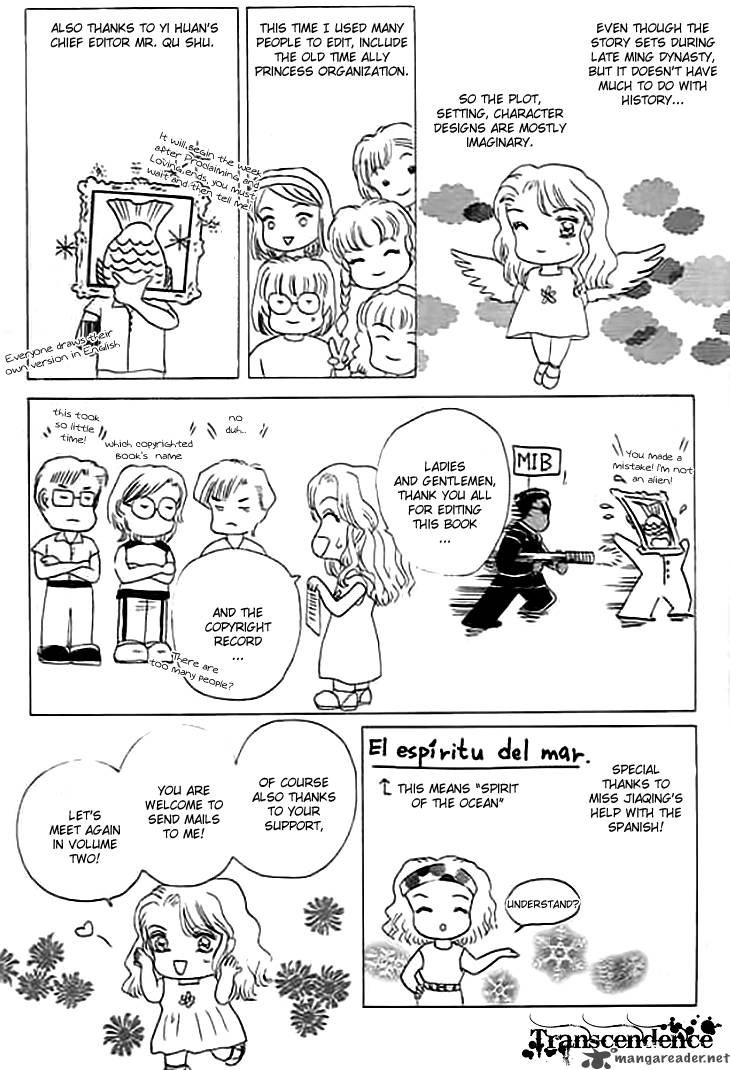 EVEN THOUGH THE
STORY SETS DURING
LATE MING DYNASTY,
BUT IT DOESN'T HAVE
MUCH TO DO WITH
HISTORY...
SO THE PLOT,
SETTING, CHARACTER
DESIGNS ARE MOSTLY
IMAGINARY.
THIS TIME I USED MANY
PEOPLE TO EDIT, INCLUDE
THE OLD TIME ALLY
PRINCESS ORGANIZATION.
ALSO THANKS TO YI HUAN'S
CHIEF EDITOR MR. QU SHU.
It will begin the week
after Proclaiming and
Loving ends, you must
wait and then tell me!
Everyone draws their
own version in English
You made a
mistake! I'm not
an alien!
MIB
LADIES
AND GENTLEMEN,
THANK YOU ALL
FOR EDITING
THIS BOOK
...
AND THE
COPYRIGHT
RECORD
...
There are
too many people?
no
duh..
which copyrighted
Book's name
this took
so little
time!
El espíritu del mar.
THIS MEANS "SPIRIT
OF THE OCEAN"
SPECIAL
THANKS TO
MISS JIAQING'S
HELP WITH THE
SPANISH!
UNDERSTAND?
OF COURSE
ALSO THANKS
TO YOUR
SUPPORT,
YOU ARE
WELCOME TO
SEND MAILS
TO ME!
LET'S
MEET AGAIN
IN VOLUME
TWO!
Transcendence
mangareader.net